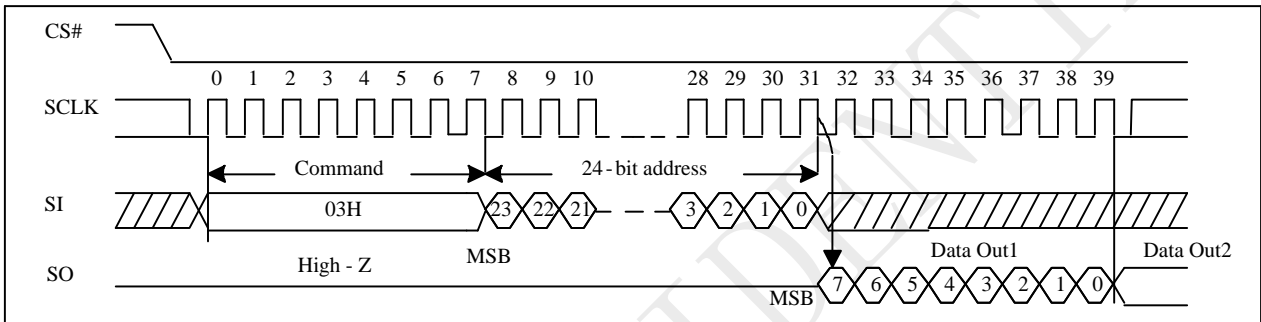 CS#
0 1 2 3 4 5 6 7 8 9 10 28 29 30 31 32 33 34 35 36 37 38 39
SCLK
Command 24-bit address
SI 03H 23 22 21 3 2 1 0
High - Z MSB Data Out1 Data Out2
SO MSB 7 6 5 4 3 2 1 0